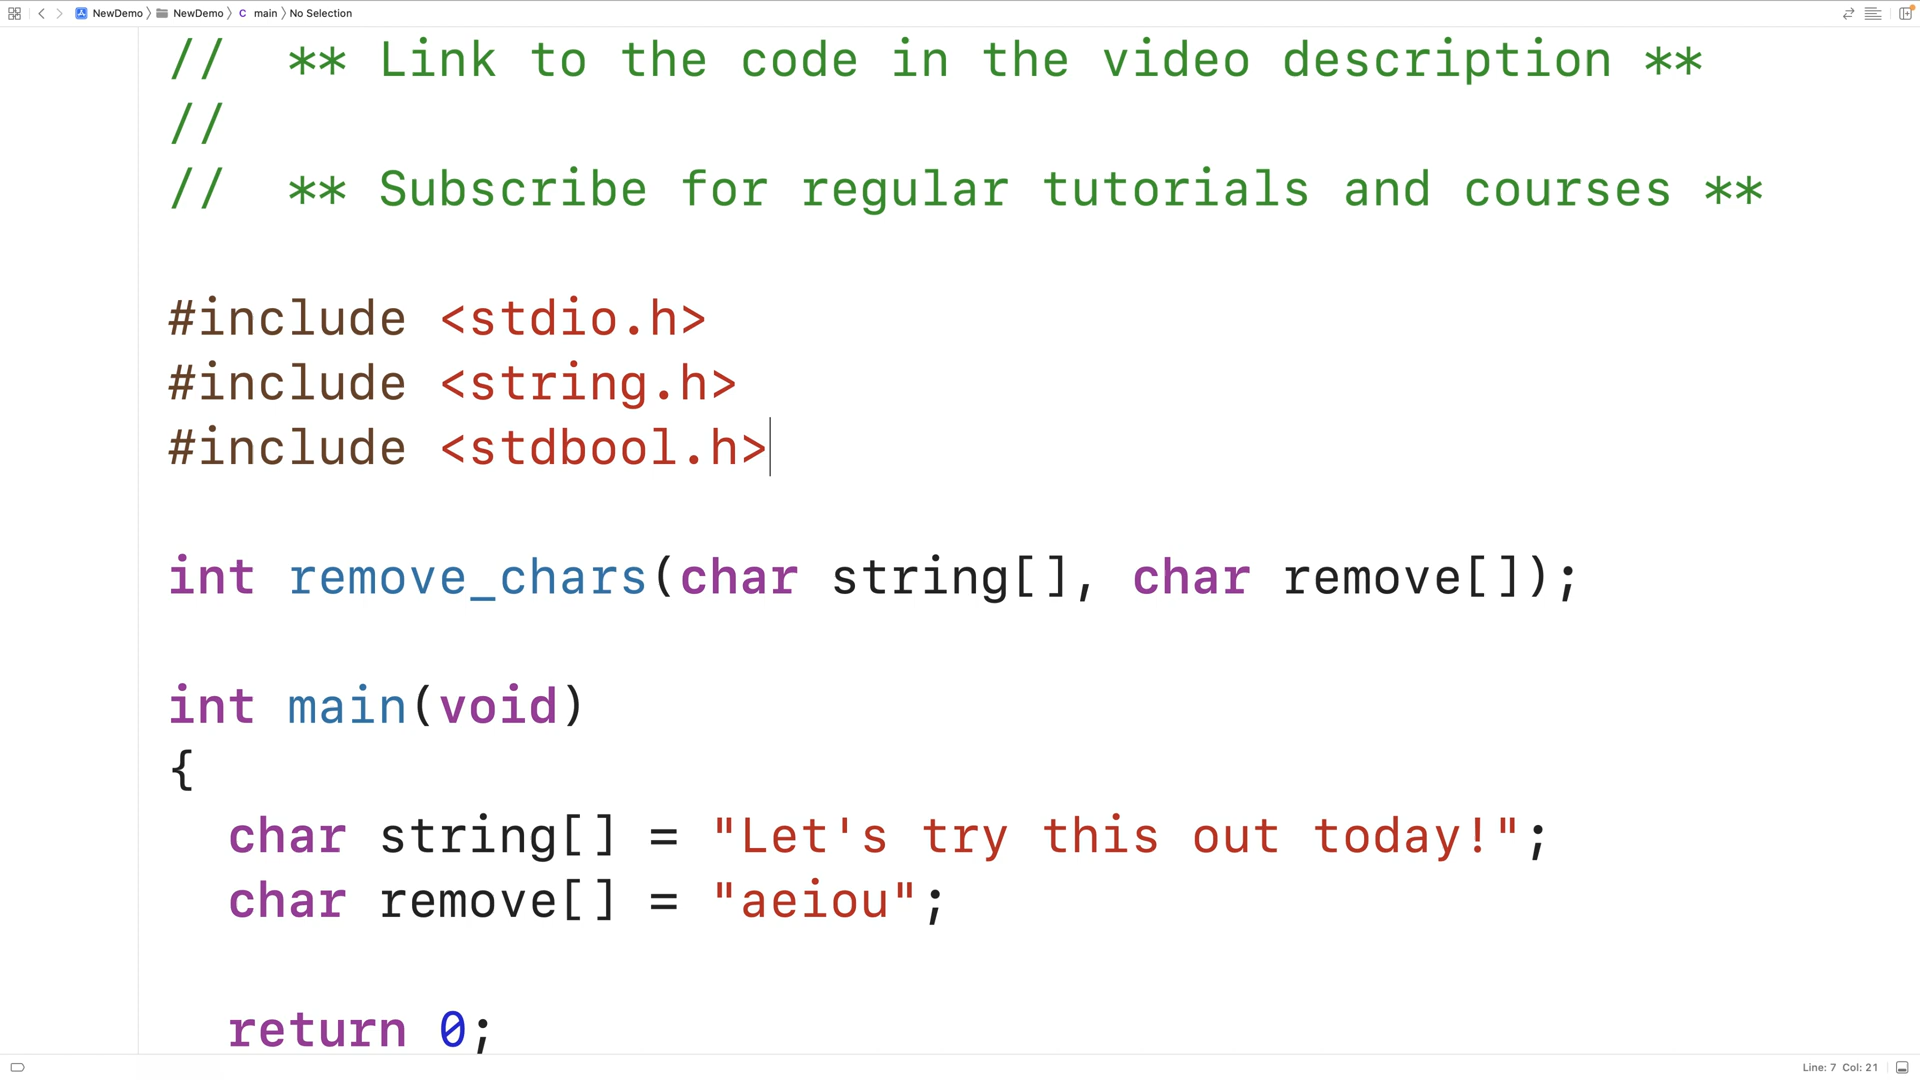 NewDemo NewDemo C main No Selection
//  ** Link to the code in the video description **
//
//  ** Subscribe for regular tutorials and courses **
#include <stdio.h>
#include <string.h>
#include <stdbool.h>
int remove_chars(char string[], char remove[]);
int main(void)
{
  char string[] = "Let's try this out today!";
  char remove[] = "aeiou";
  return 0;
Line: 7 Col: 21